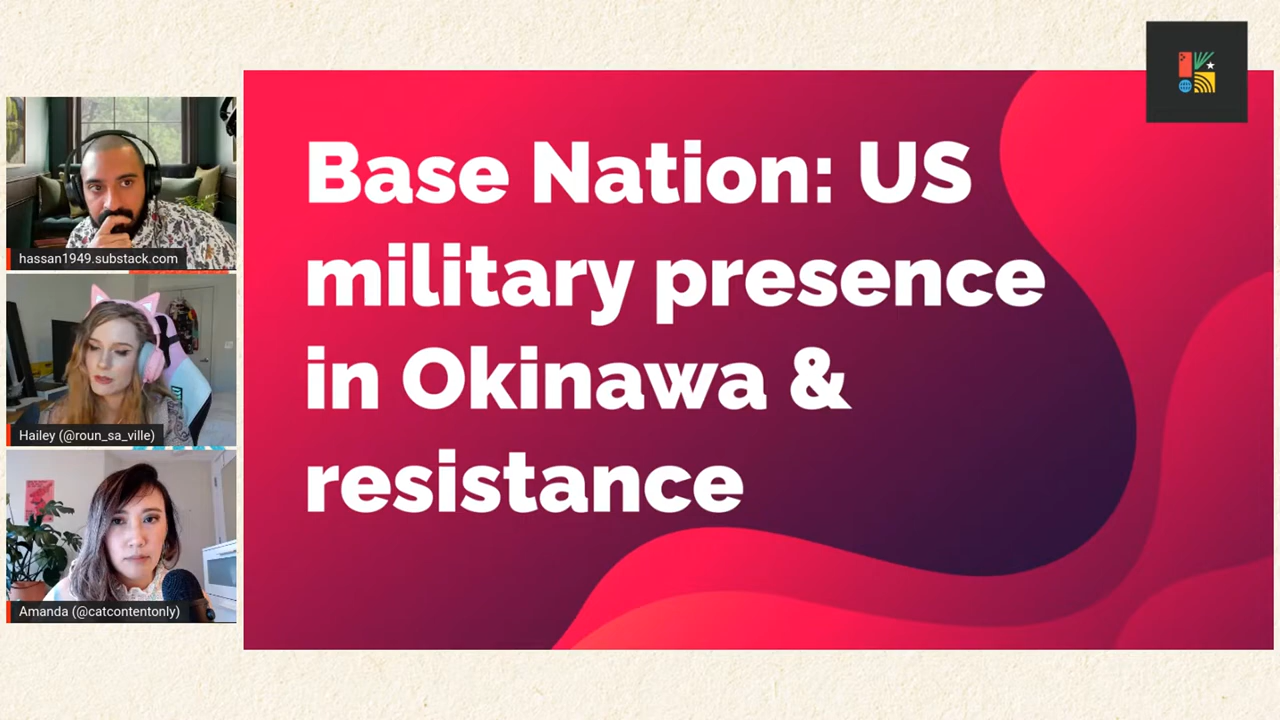 Base Nation: US
military presence
in Okinawa &
resistance
hassan1949.substack.com
Hailey (@roun_sa_ville)
Amanda (@catcontentonly)